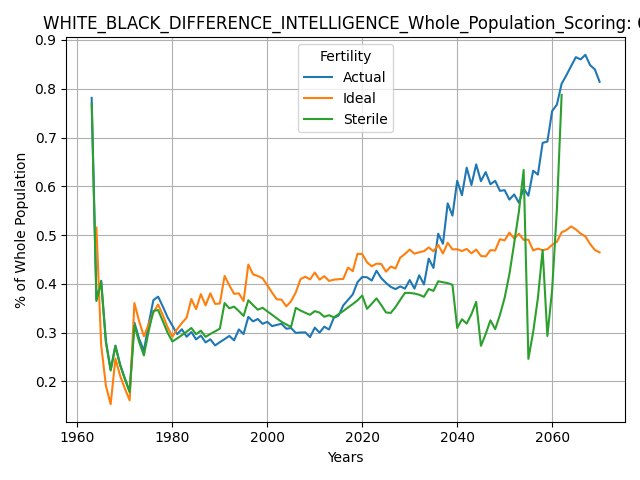 WHITE_BLACK_DIFFERENCE_INTELLIGENCE_Whole_Population_Scoring:
Fertility
Actual
Ideal
Sterile
% of Whole Population
0.9
0.8
0.7
0.6
0.5
0.4
0.3
0.2
1960
1980
2000
2020
2040
2060
Years